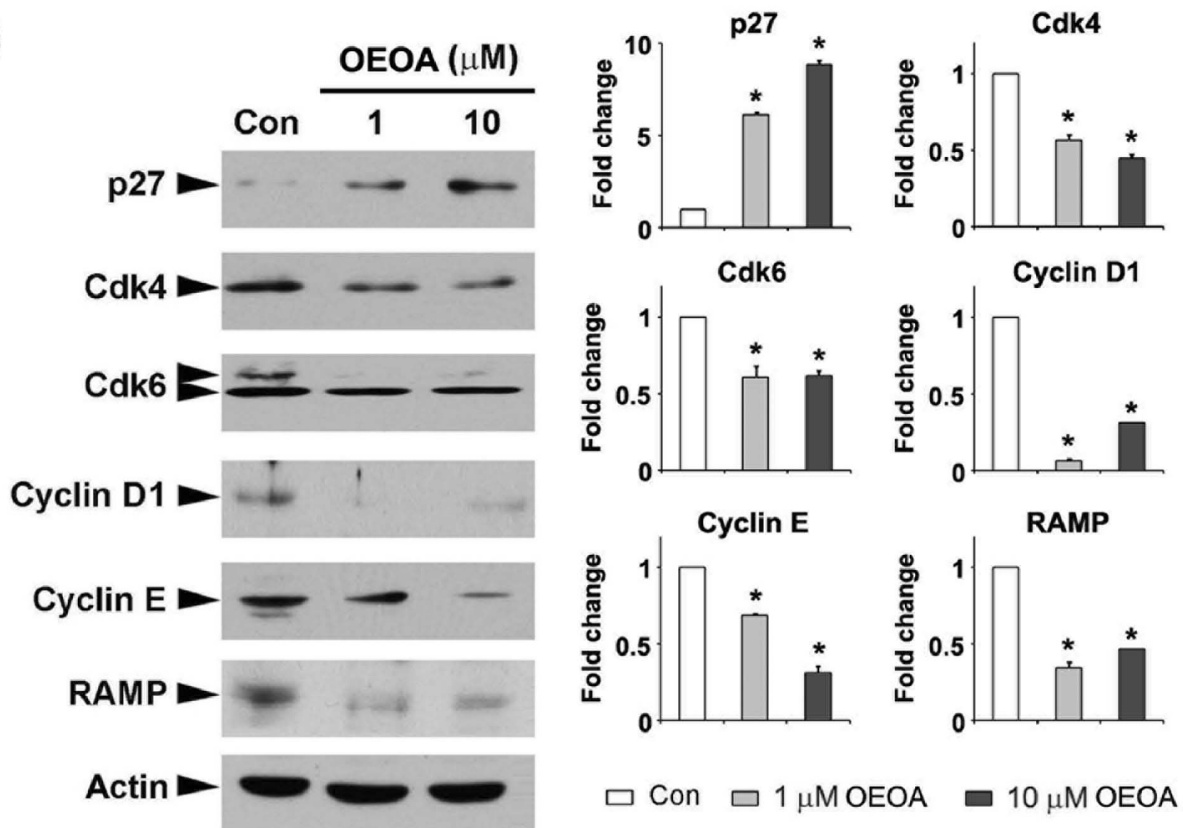 OEOA (μM)
Con 1 10
p27
Cdk4
Cdk6
Cyclin D1
Cyclin E
RAMP
Actin
p27
Fold change
10
5
0
*
*
Cdk4
Fold change
1
0.5
0
*
*
Cdk6
Fold change
1
0.5
0
*
*
Cyclin D1
Fold change
1
0.5
0
*
*
Cyclin E
Fold change
1
0.5
0
*
*
RAMP
Fold change
1
0.5
0
*
*
Con 1 μM OEOA 10 μM OEOA